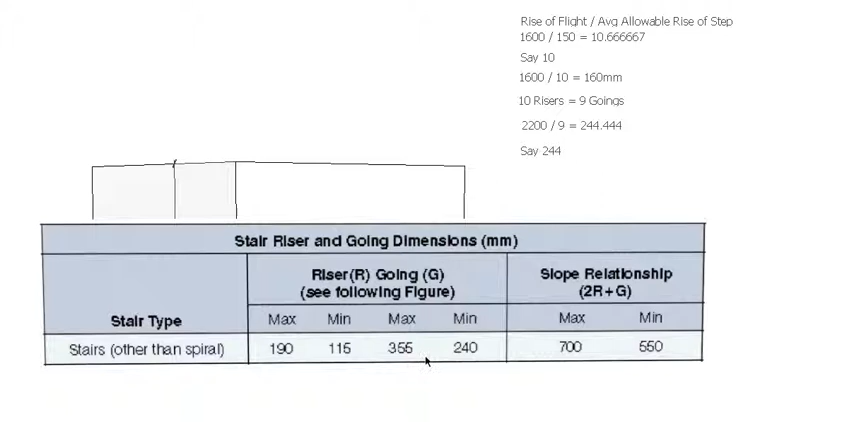 Rise of Flight / Avg Allowable Rise of Step
1600 / 150 = 10.666667
Say 10
1600 / 10 = 160mm
10 Risers = 9 Goings
2200 / 9 = 244.444
Say 244
Stair Riser and Going Dimensions (mm)
Riser(R) Going (G)
(see following Figure)
Slope Relationship
(2R+G)
Stair Type
Max Min Max Min Max Min
Stairs (other than spiral) 190 115 355 240 700 550